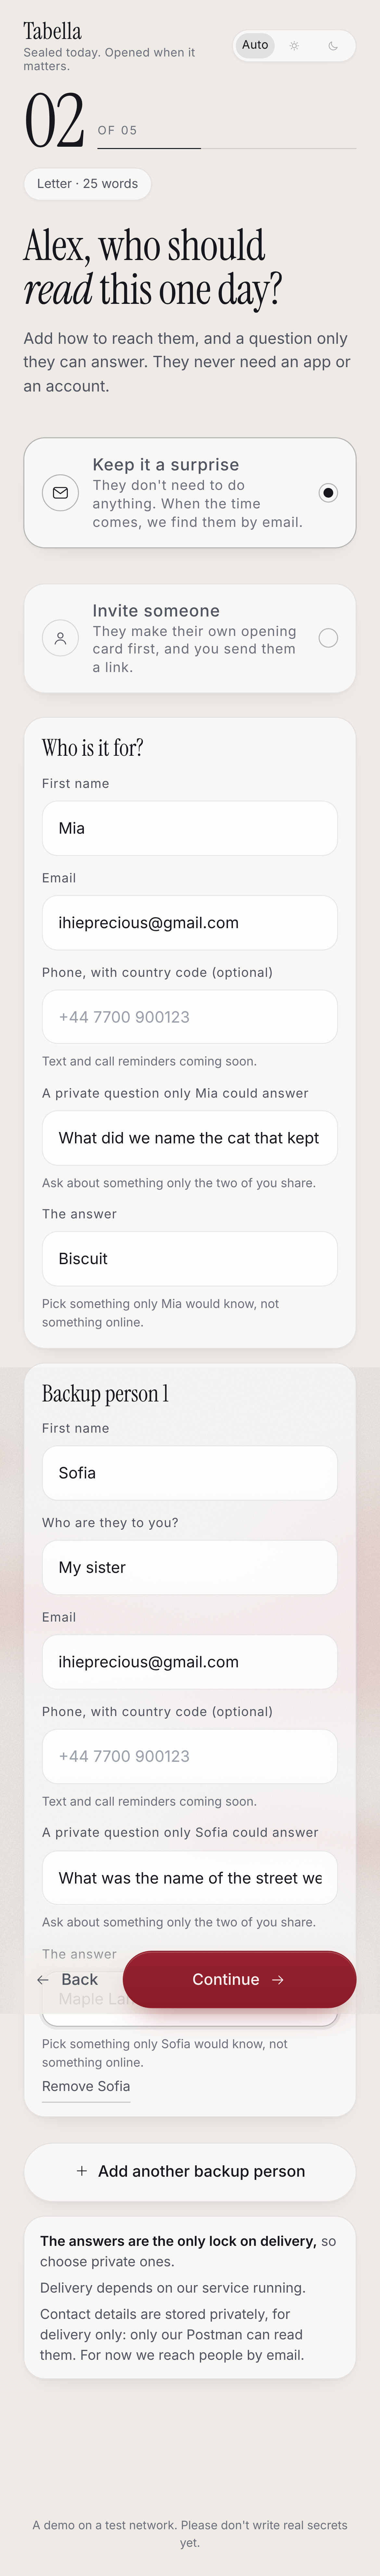 Tabella
Sealed today. Opened when it
matters.
Auto
02
OF 05
Letter · 25 words
Alex, who should
read this one day?
Add how to reach them, and a question only
they can answer. They never need an app or
an account.
Keep it a surprise
They don't need to do
anything. When the time
comes, we find them by email.
Invite someone
They make their own opening
card first, and you send them
a link.
Who is it for?
First name
Mia
Email
ihieprecious@gmail.com
Phone, with country code (optional)
+44 7700 900123
Text and call reminders coming soon.
A private question only Mia could answer
What did we name the cat that kept
Ask about something only the two of you share.
The answer
Biscuit
Pick something only Mia would know, not
something online.
Backup person 1
First name
Sofia
Who are they to you?
My sister
Email
ihieprecious@gmail.com
Phone, with country code (optional)
+44 7700 900123
Text and call reminders coming soon.
A private question only Sofia could answer
What was the name of the street we
Ask about something only the two of you share.
The answer
Back
Continue
Maple
Pick something only Sofia would know, not
something online.
Remove Sofia
Add another backup person
The answers are the only lock on delivery, so
choose private ones.
Delivery depends on our service running.
Contact details are stored privately, for
delivery only: only our Postman can read
them. For now we reach people by email.
A demo on a test network. Please don't write real secrets
yet.